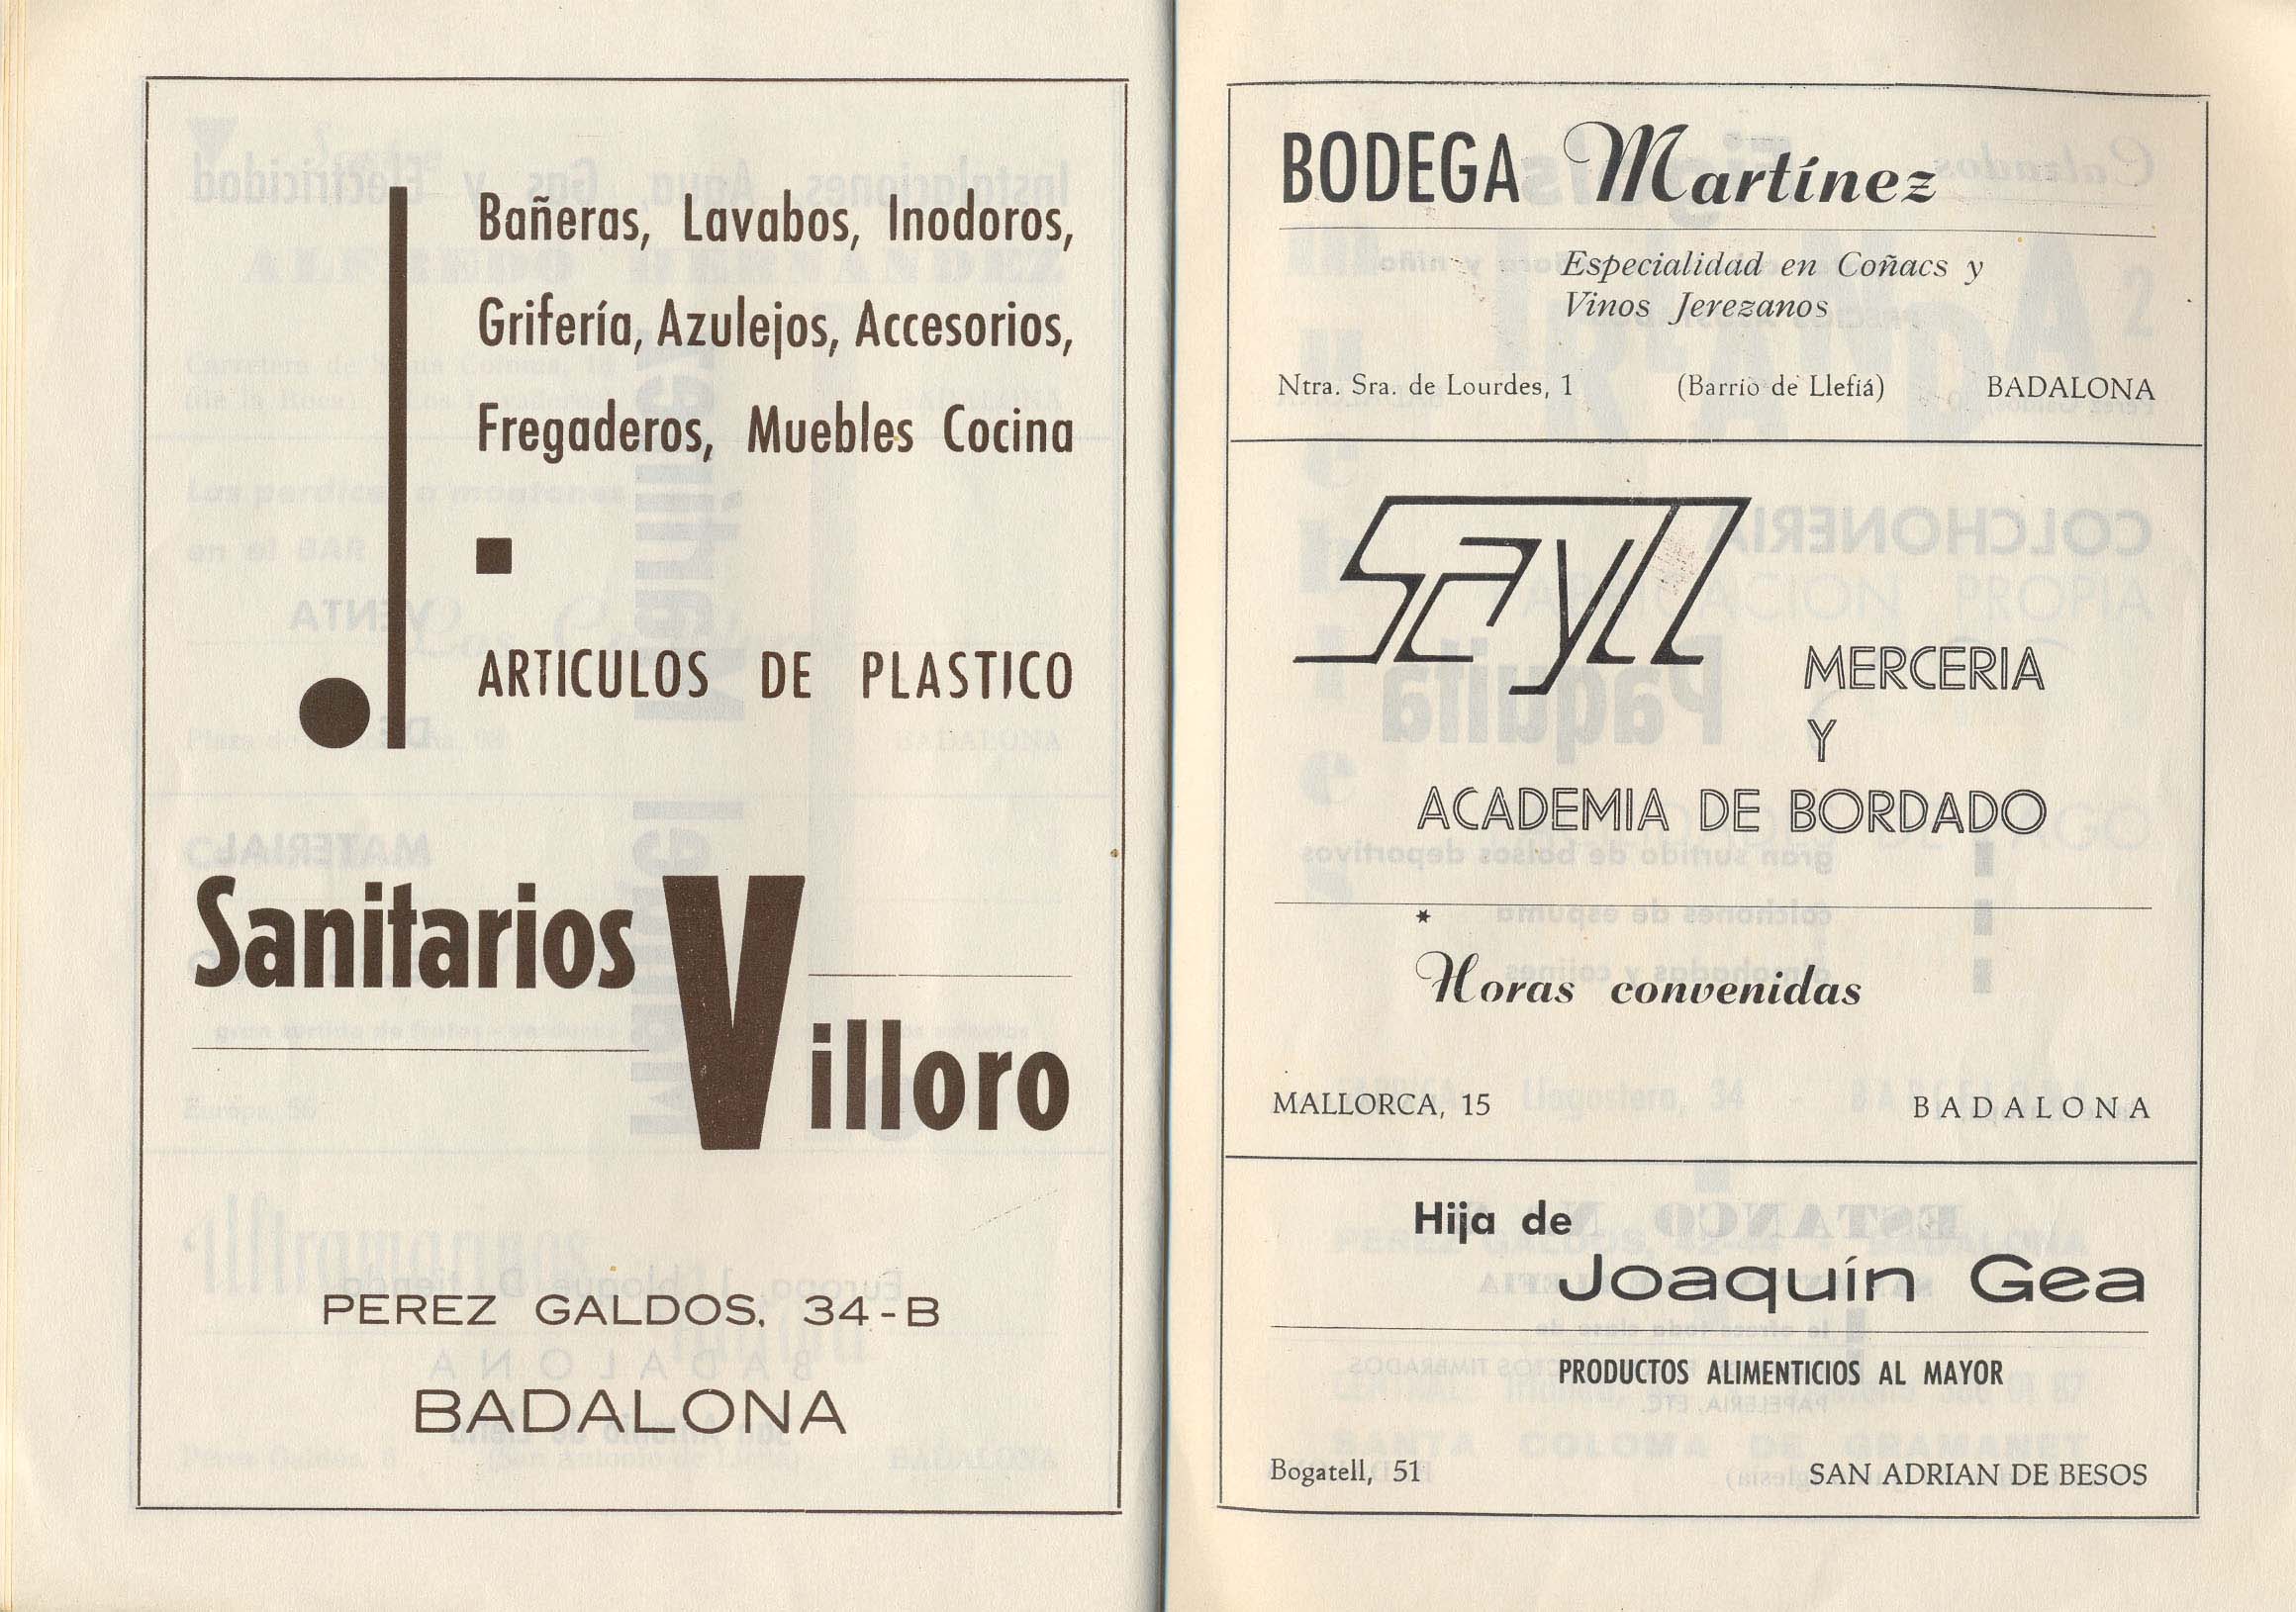 Bañeras, Lavabos, Inodoros,
Grifería, Azulejos, Accesorios,
Fregaderos, Muebles Cocina
ARTICULOS DE PLASTICO
Sanitarios Villoro
PEREZ GALDOS, 34-B
BADALONA
BODEGA Martínez
Especialidad en Coñacs y
Vinos Jerezanos
Ntra. Sra. de Lourdes, 1 (Barrio de Llefiá) BADALONA
Sayll
MERCERIA
Y
ACADEMIA DE BORDADO
*
Horas convenidas
MALLORCA, 15 BADALONA
Hija de
Joaquín Gea
PRODUCTOS ALIMENTICIOS AL MAYOR
Bogatell, 51 SAN ADRIAN DE BESOS